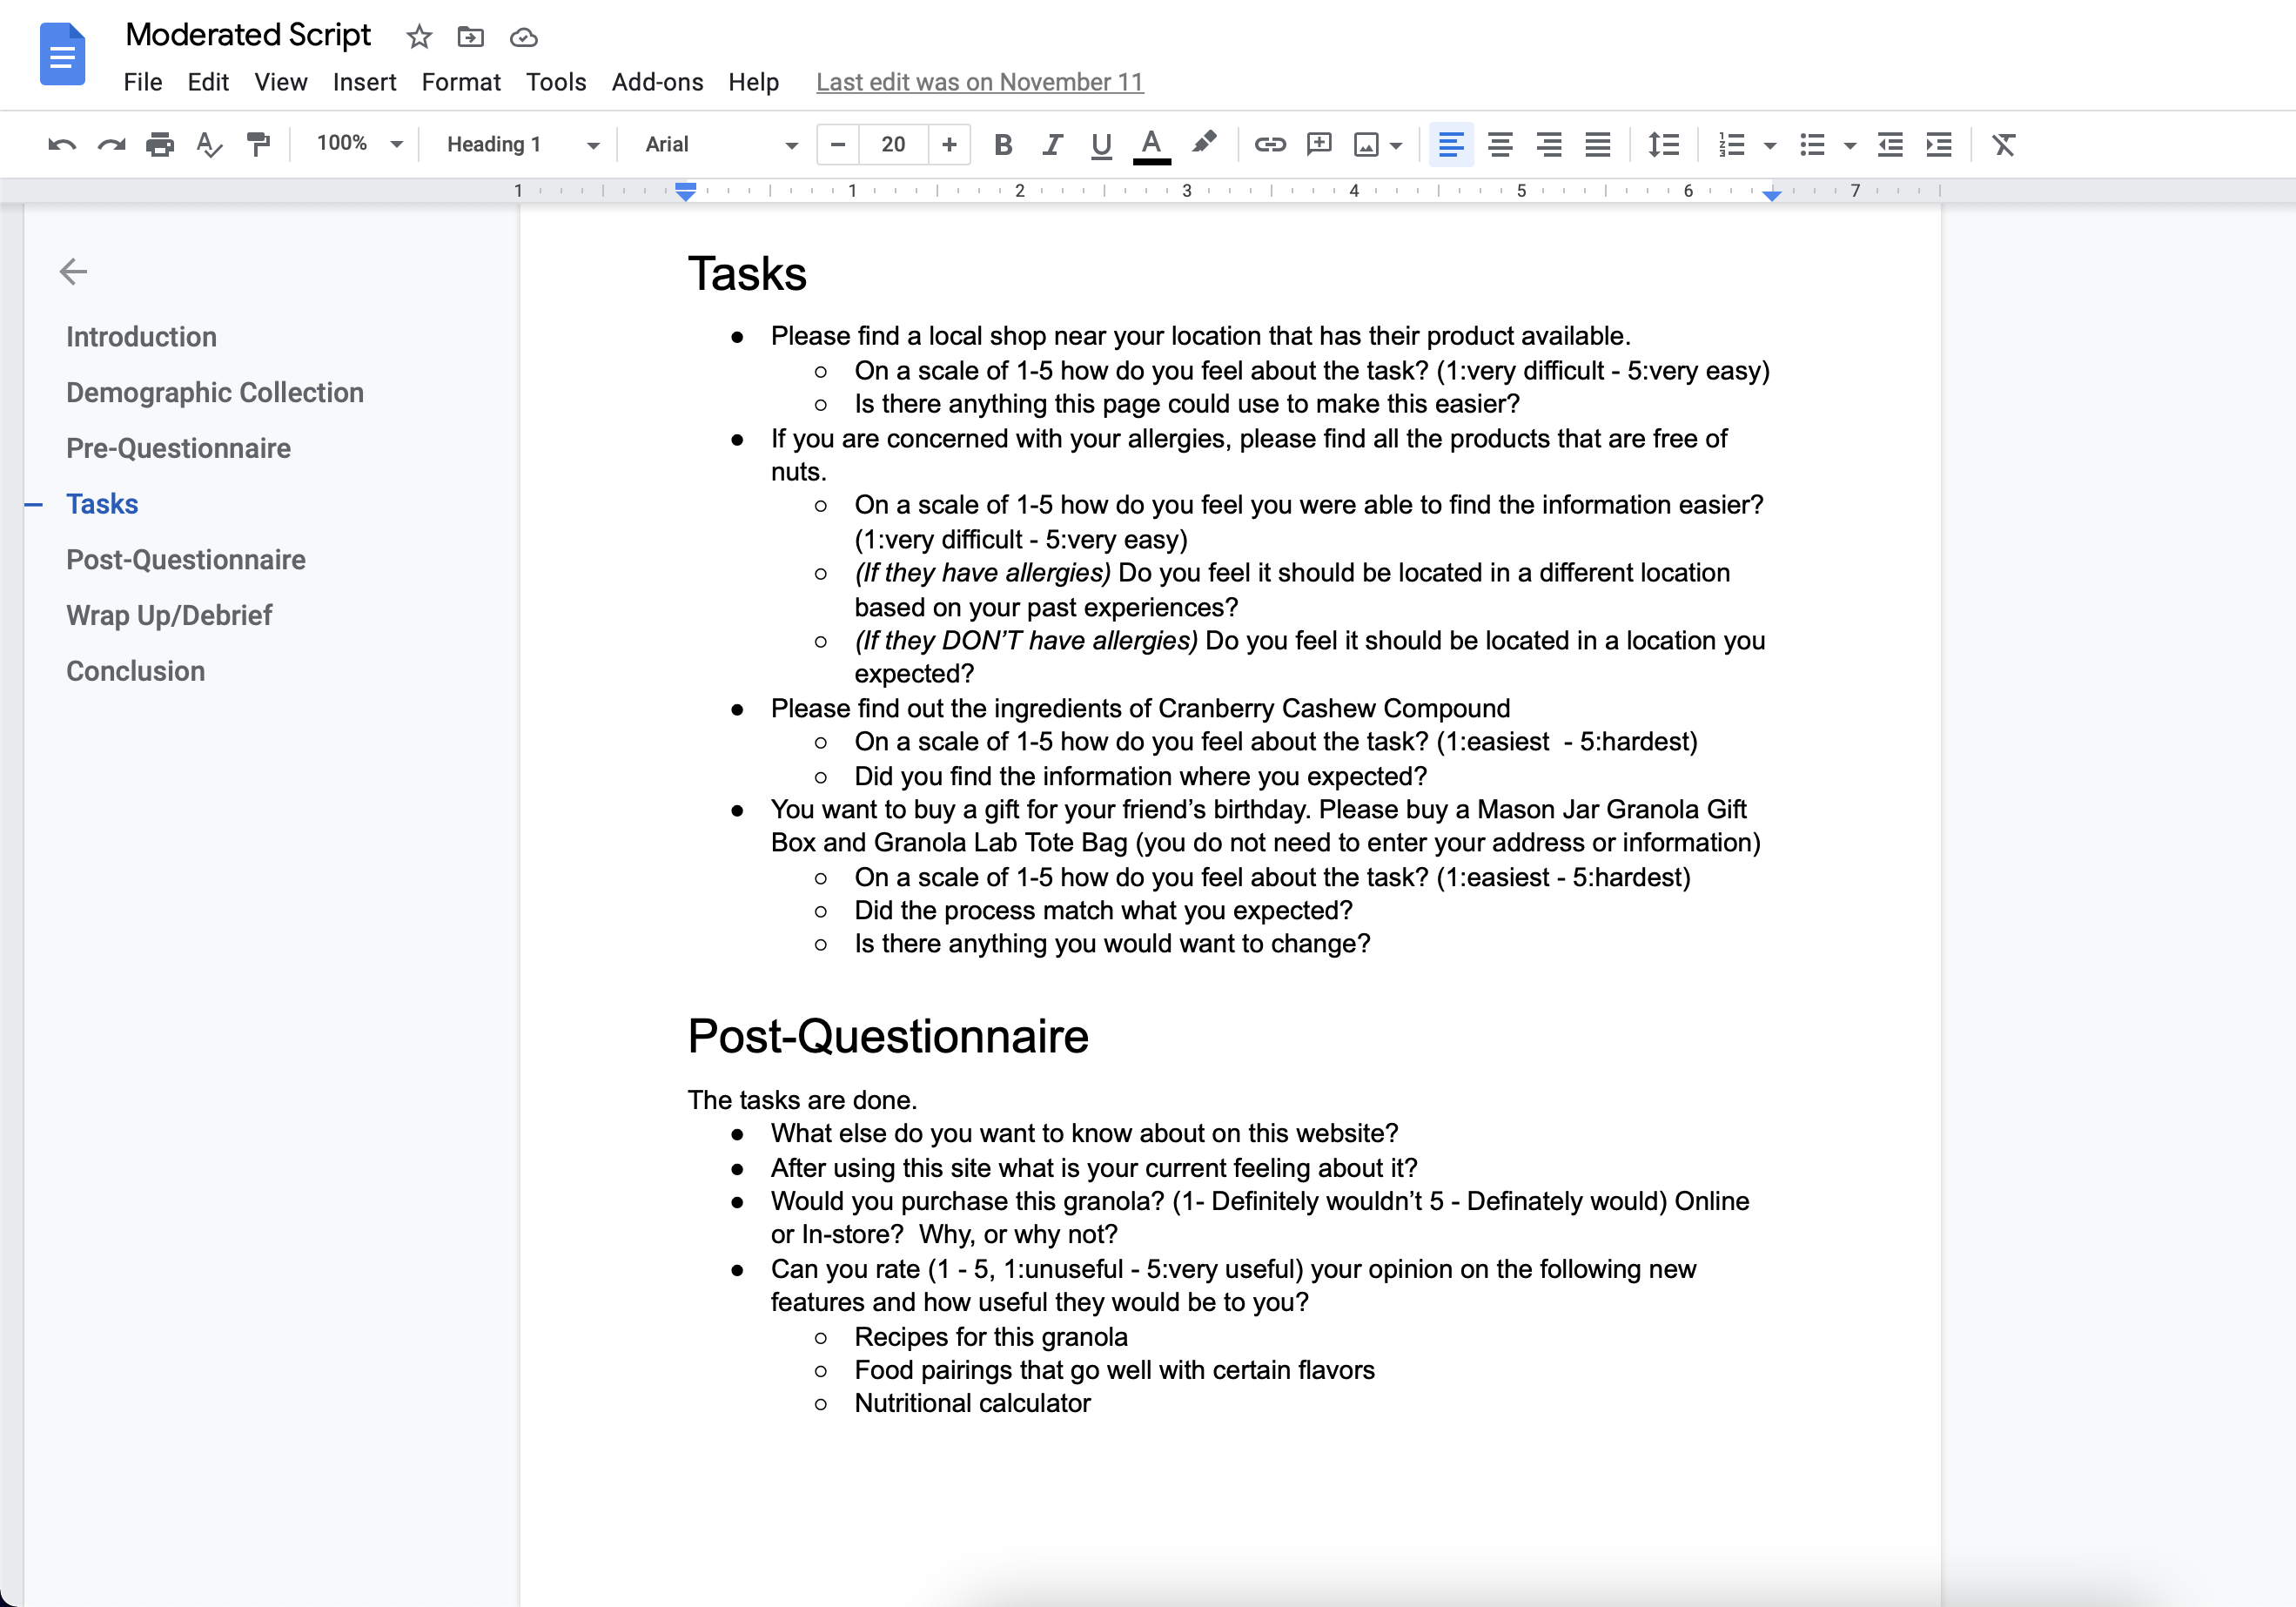 Moderated Script
File Edit View Insert Format Tools Add-ons Help Last edit was on November 11
100% Heading 1 Arial − 20 + B I U A
1 1 2 3 4 5 6 7
Introduction
Demographic Collection
Pre-Questionnaire
Tasks
Post-Questionnaire
Wrap Up/Debrief
Conclusion
Tasks
● Please find a local shop near your location that has their product available.
○ On a scale of 1-5 how do you feel about the task? (1:very difficult - 5:very easy)
○ Is there anything this page could use to make this easier?
● If you are concerned with your allergies, please find all the products that are free of
nuts.
○ On a scale of 1-5 how do you feel you were able to find the information easier?
(1:very difficult - 5:very easy)
○ (If they have allergies) Do you feel it should be located in a different location
based on your past experiences?
○ (If they DON’T have allergies) Do you feel it should be located in a location you
expected?
● Please find out the ingredients of Cranberry Cashew Compound
○ On a scale of 1-5 how do you feel about the task? (1:easiest  - 5:hardest)
○ Did you find the information where you expected?
● You want to buy a gift for your friend’s birthday. Please buy a Mason Jar Granola Gift
Box and Granola Lab Tote Bag (you do not need to enter your address or information)
○ On a scale of 1-5 how do you feel about the task? (1:easiest - 5:hardest)
○ Did the process match what you expected?
○ Is there anything you would want to change?
Post-Questionnaire
The tasks are done.
● What else do you want to know about on this website?
● After using this site what is your current feeling about it?
● Would you purchase this granola? (1- Definitely wouldn’t 5 - Definately would) Online
or In-store?  Why, or why not?
● Can you rate (1 - 5, 1:unuseful - 5:very useful) your opinion on the following new
features and how useful they would be to you?
○ Recipes for this granola
○ Food pairings that go well with certain flavors
○ Nutritional calculator